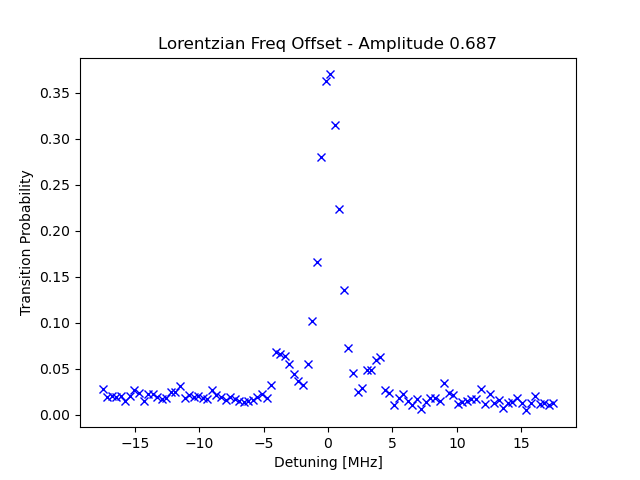 Lorentzian Freq Offset - Amplitude 0.687
Transition Probability
0.35
0.30
0.25
0.20
0.15
0.10
0.05
0.00
−15 −10 −5 0 5 10 15
Detuning [MHz]